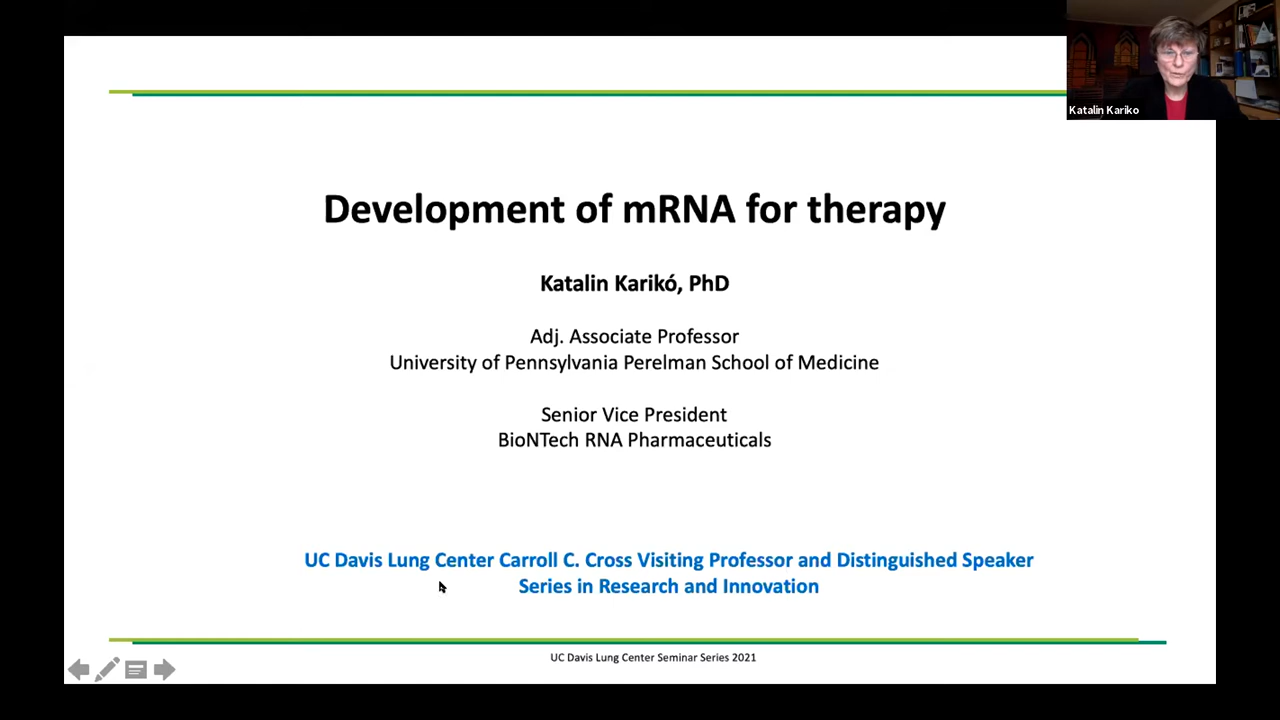 Katalin Kariko
Development of mRNA for therapy
Katalin Karikó, PhD
Adj. Associate Professor
University of Pennsylvania Perelman School of Medicine
Senior Vice President
BioNTech RNA Pharmaceuticals
UC Davis Lung Center Carroll C. Cross Visiting Professor and Distinguished Speaker
Series in Research and Innovation
UC Davis Lung Center Seminar Series 2021